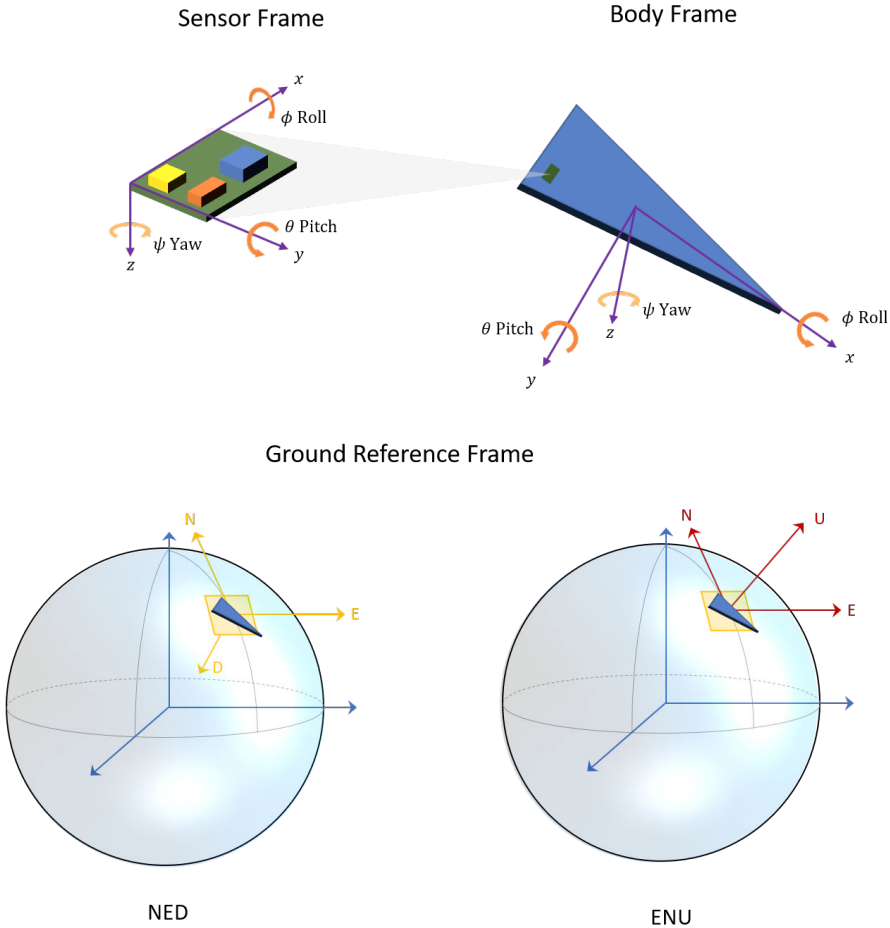 Sensor Frame
Body Frame
x
ϕ Roll
θ Pitch
y
ψ Yaw
z
ϕ Roll
x
ψ Yaw
z
θ Pitch
y
Ground Reference Frame
N
E
D
N
U
E
NED
ENU